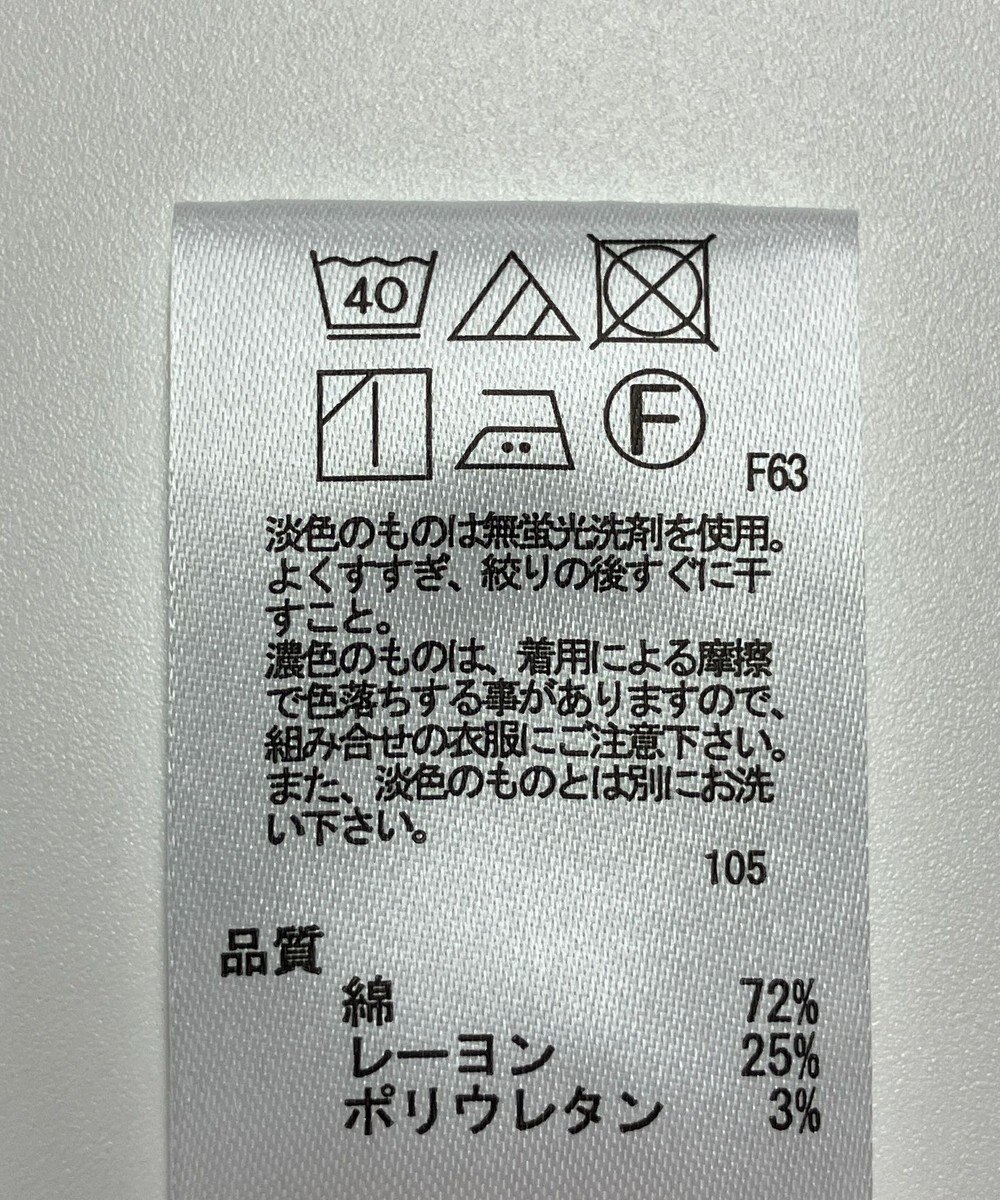 40
F
F63
淡色のものは無蛍光洗剤を使用。
よくすすぎ、絞りの後すぐに干
すこと。
濃色のものは、着用による摩擦
で色落ちする事がありますので、
組み合せの衣服にご注意下さい。
また、淡色のものとは別にお洗
い下さい。
105
品質
綿 72%
レーヨン 25%
ポリウレタン 3%